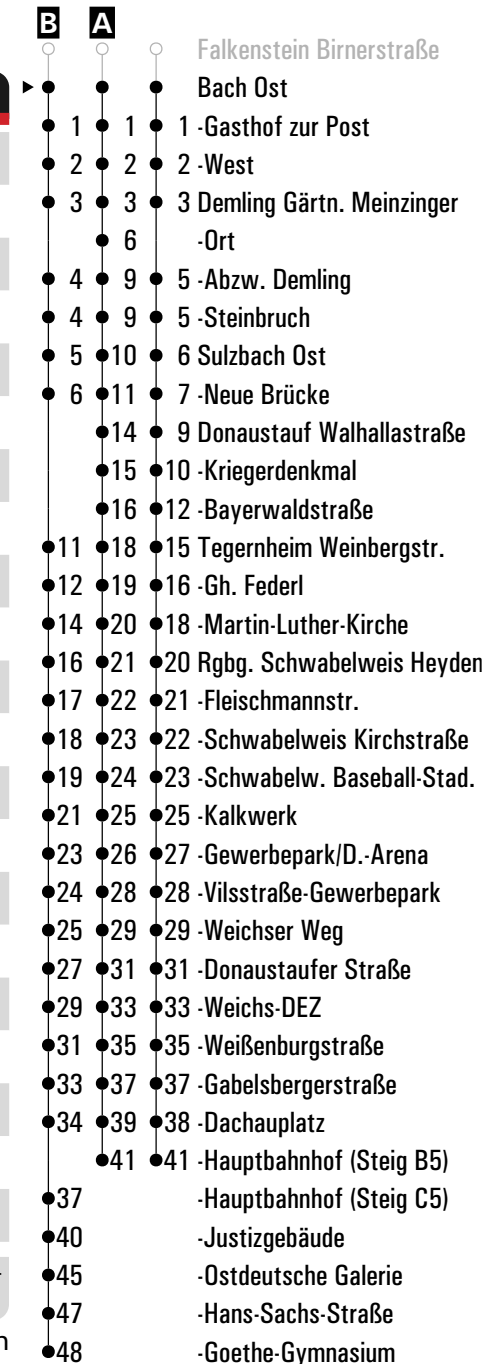 B A
Falkenstein Birnerstraße
Bach Ost
1 1 1 -Gasthof zur Post
2 2 2 -West
3 3 3 Demling Gärtn. Meinzinger
6 -Ort
4 9 5 -Abzw. Demling
4 9 5 -Steinbruch
5 10 6 Sulzbach Ost
6 11 7 -Neue Brücke
14 9 Donaustauf Walhallastraße
15 10 -Kriegerdenkmal
16 12 -Bayerwaldstraße
11 18 15 Tegernheim Weinbergstr.
12 19 16 -Gh. Federl
14 20 18 -Martin-Luther-Kirche
16 21 20 Rgbg. Schwabelweis Heyden
17 22 21 -Fleischmannstr.
18 23 22 -Schwabelweis Kirchstraße
19 24 23 -Schwabelw. Baseball-Stad.
21 25 25 -Kalkwerk
23 26 27 -Gewerbepark/D.-Arena
24 28 28 -Vilsstraße-Gewerbepark
25 29 29 -Weichser Weg
27 31 31 -Donaustaufer Straße
29 33 33 -Weichs-DEZ
31 35 35 -Weißenburgstraße
33 37 37 -Gabelsbergerstraße
34 39 38 -Dachauplatz
41 41 -Hauptbahnhof (Steig B5)
37 -Hauptbahnhof (Steig C5)
40 -Justizgebäude
45 -Ostdeutsche Galerie
47 -Hans-Sachs-Straße
48 -Goethe-Gymnasium